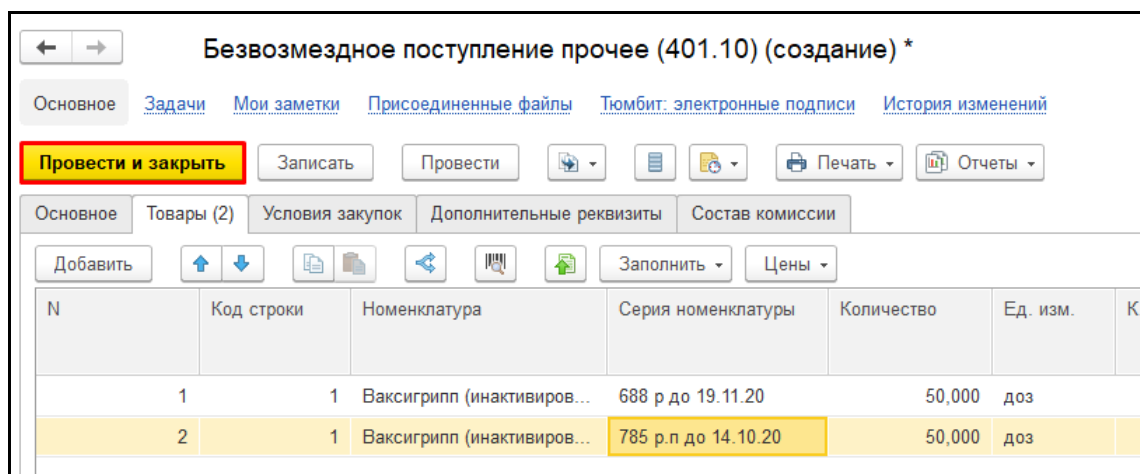 Безвозмездное поступление прочее (401.10) (создание) *
Основное Задачи Мои заметки Присоединенные файлы Тюмбит: электронные подписи История изменений
Провести и закрыть Записать Провести Печать Отчеты
Основное Товары (2) Условия закупок Дополнительные реквизиты Состав комиссии
Добавить Заполнить Цены
N Код строки Номенклатура Серия номенклатуры Количество Ед. изм. К
1 1 Ваксигрипп (инактивиров... 688 р до 19.11.20 50,000 доз
2 1 Ваксигрипп (инактивиров... 785 р.п до 14.10.20 50,000 доз